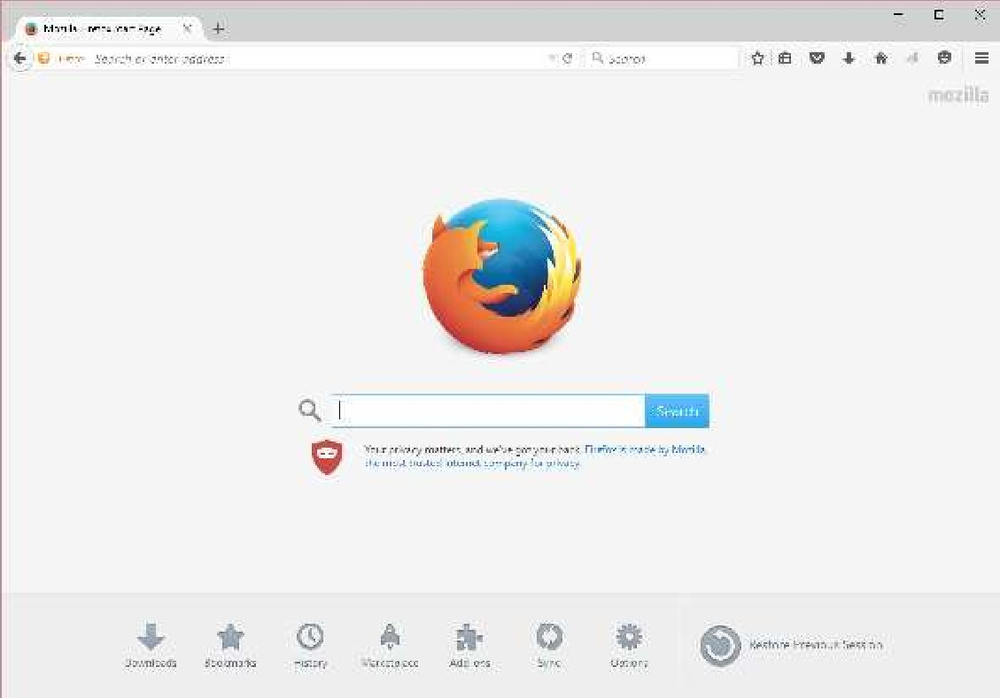 Mozilla Firefox Start Page
Firefox Search or enter address
Search
mozilla
Search
Your privacy matters, and we've got your back. Firefox is made by Mozilla,
the most trusted internet company for privacy.
Downloads Bookmarks History Marketplace Add-ons Sync Options Restore Previous Session